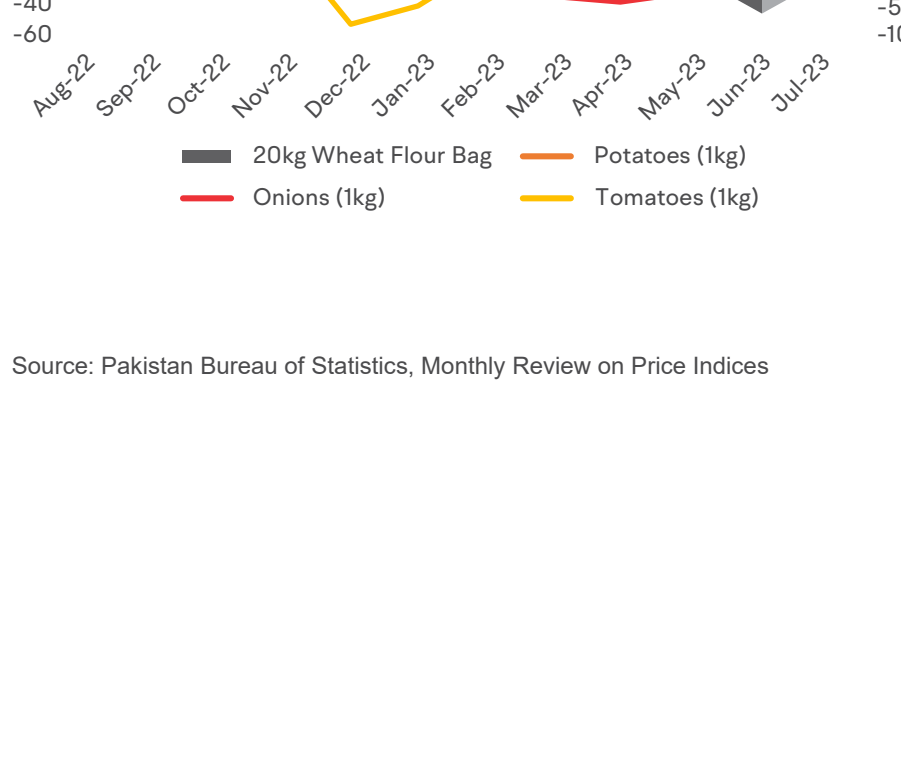 -40
-5
-60
-10
Aug-22 Sep-22 Oct-22 Nov-22 Dec-22 Jan-23 Feb-23 Mar-23 Apr-23 May-23 Jun-23 Jul-23
20kg Wheat Flour Bag Potatoes (1kg)
Onions (1kg) Tomatoes (1kg)
Source: Pakistan Bureau of Statistics, Monthly Review on Price Indices